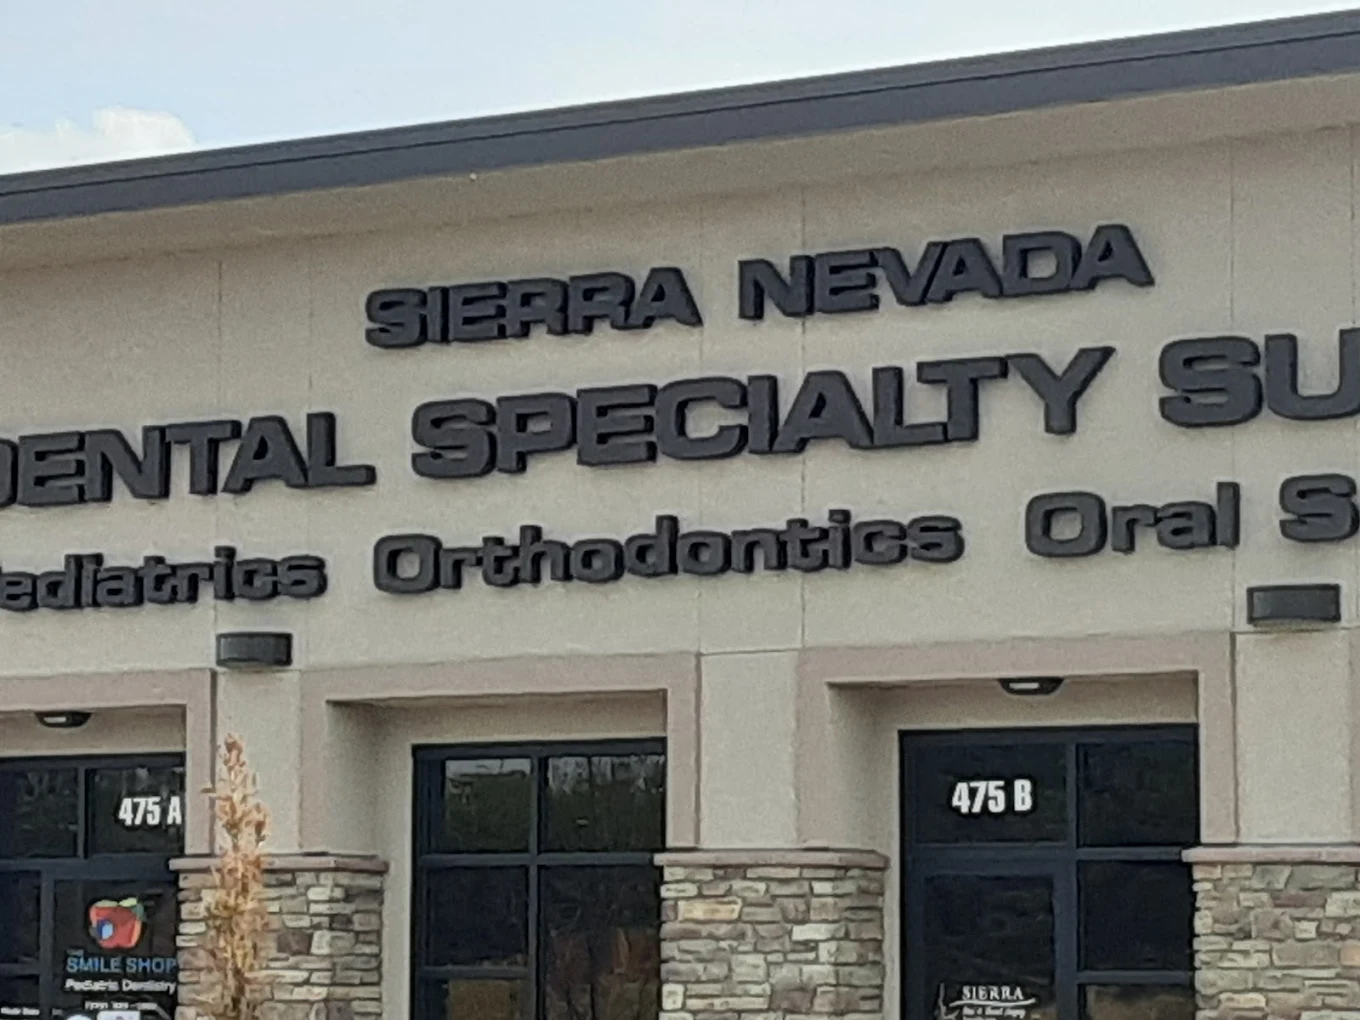 SIERRA NEVADA
DENTAL SPECIALTY SU
ediatrics Orthodontics Oral S
475 A
475 B
SMILE SHOP
Pediatric Dentistry
SIERRA